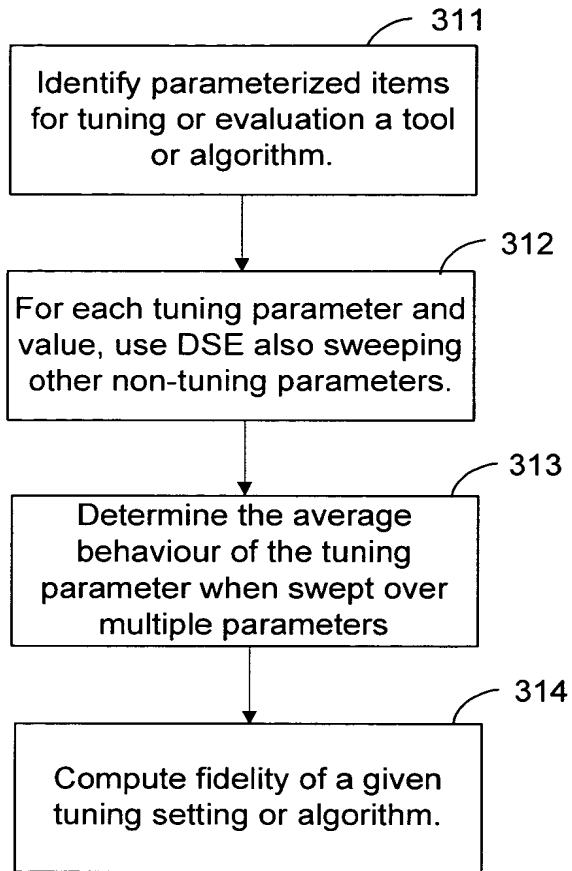 311
Identify parameterized items
for tuning or evaluation a tool
or algorithm.
312
For each tuning parameter and
value, use DSE also sweeping
other non-tuning parameters.
313
Determine the average
behaviour of the tuning
parameter when swept over
multiple parameters
314
Compute fidelity of a given
tuning setting or algorithm.